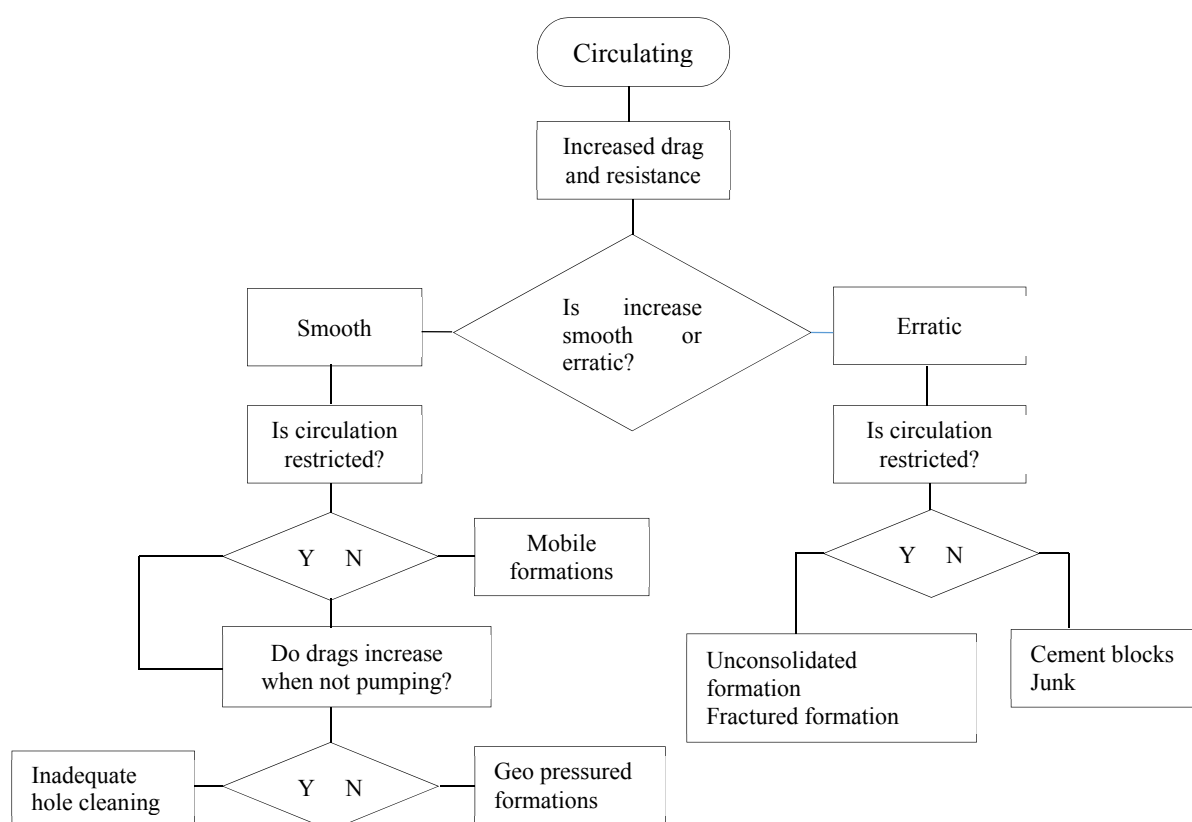 Circulating
Increased drag
and resistance
Is increase
smooth or
erratic?
Smooth
Erratic
Is circulation
restricted?
Is circulation
restricted?
Y N
Mobile
formations
Y N
Do drags increase
when not pumping?
Unconsolidated
formation
Fractured formation
Cement blocks
Junk
Inadequate
hole cleaning
Y N
Geo pressured
formations